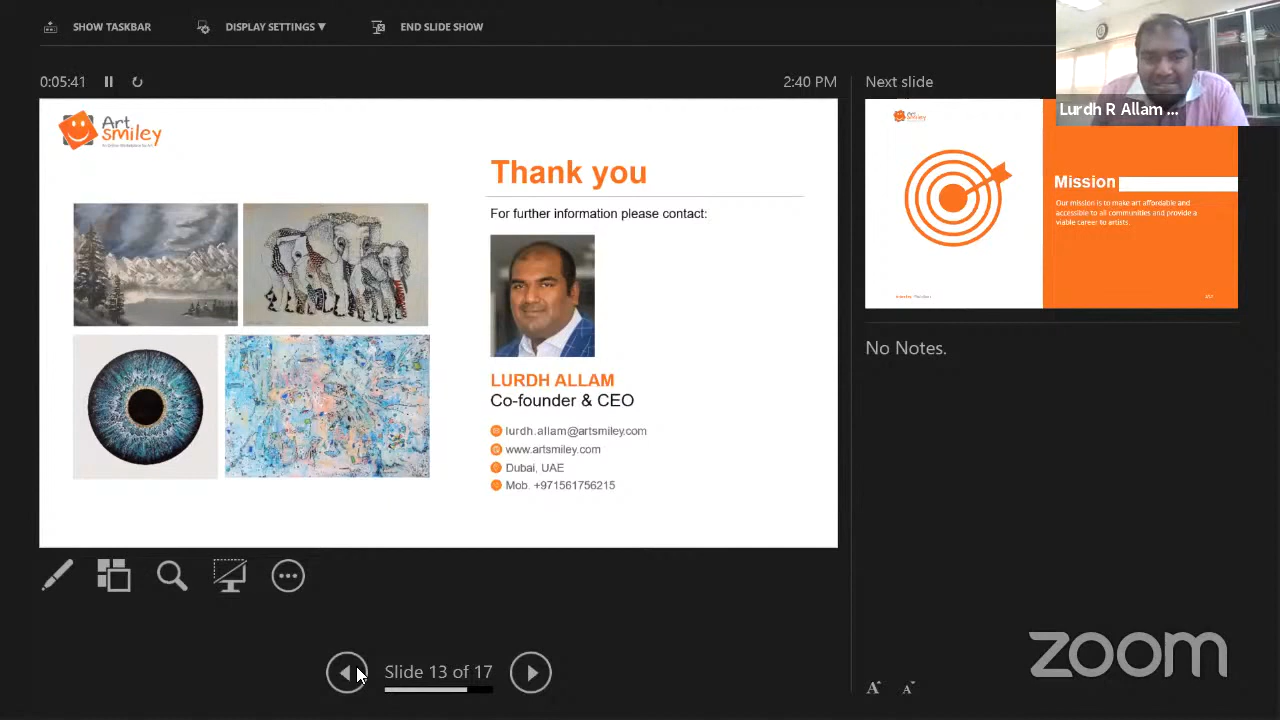 SHOW TASKBAR
DISPLAY SETTINGS ▼
END SLIDE SHOW
0:05:41
2:40 PM
Next slide
Art
smiley
Thank you
For further information please contact:
LURDH ALLAM
Co-founder & CEO
lurdh.allam@artsmiley.com
www.artsmiley.com
Dubai, UAE
Mob. +971561756215
Lurdh R Allam ...
Mission
Our mission is to make art affordable and
accessible to all communities and provide a
viable career to artists.
No Notes.
Slide 13 of 17
A A
zoom